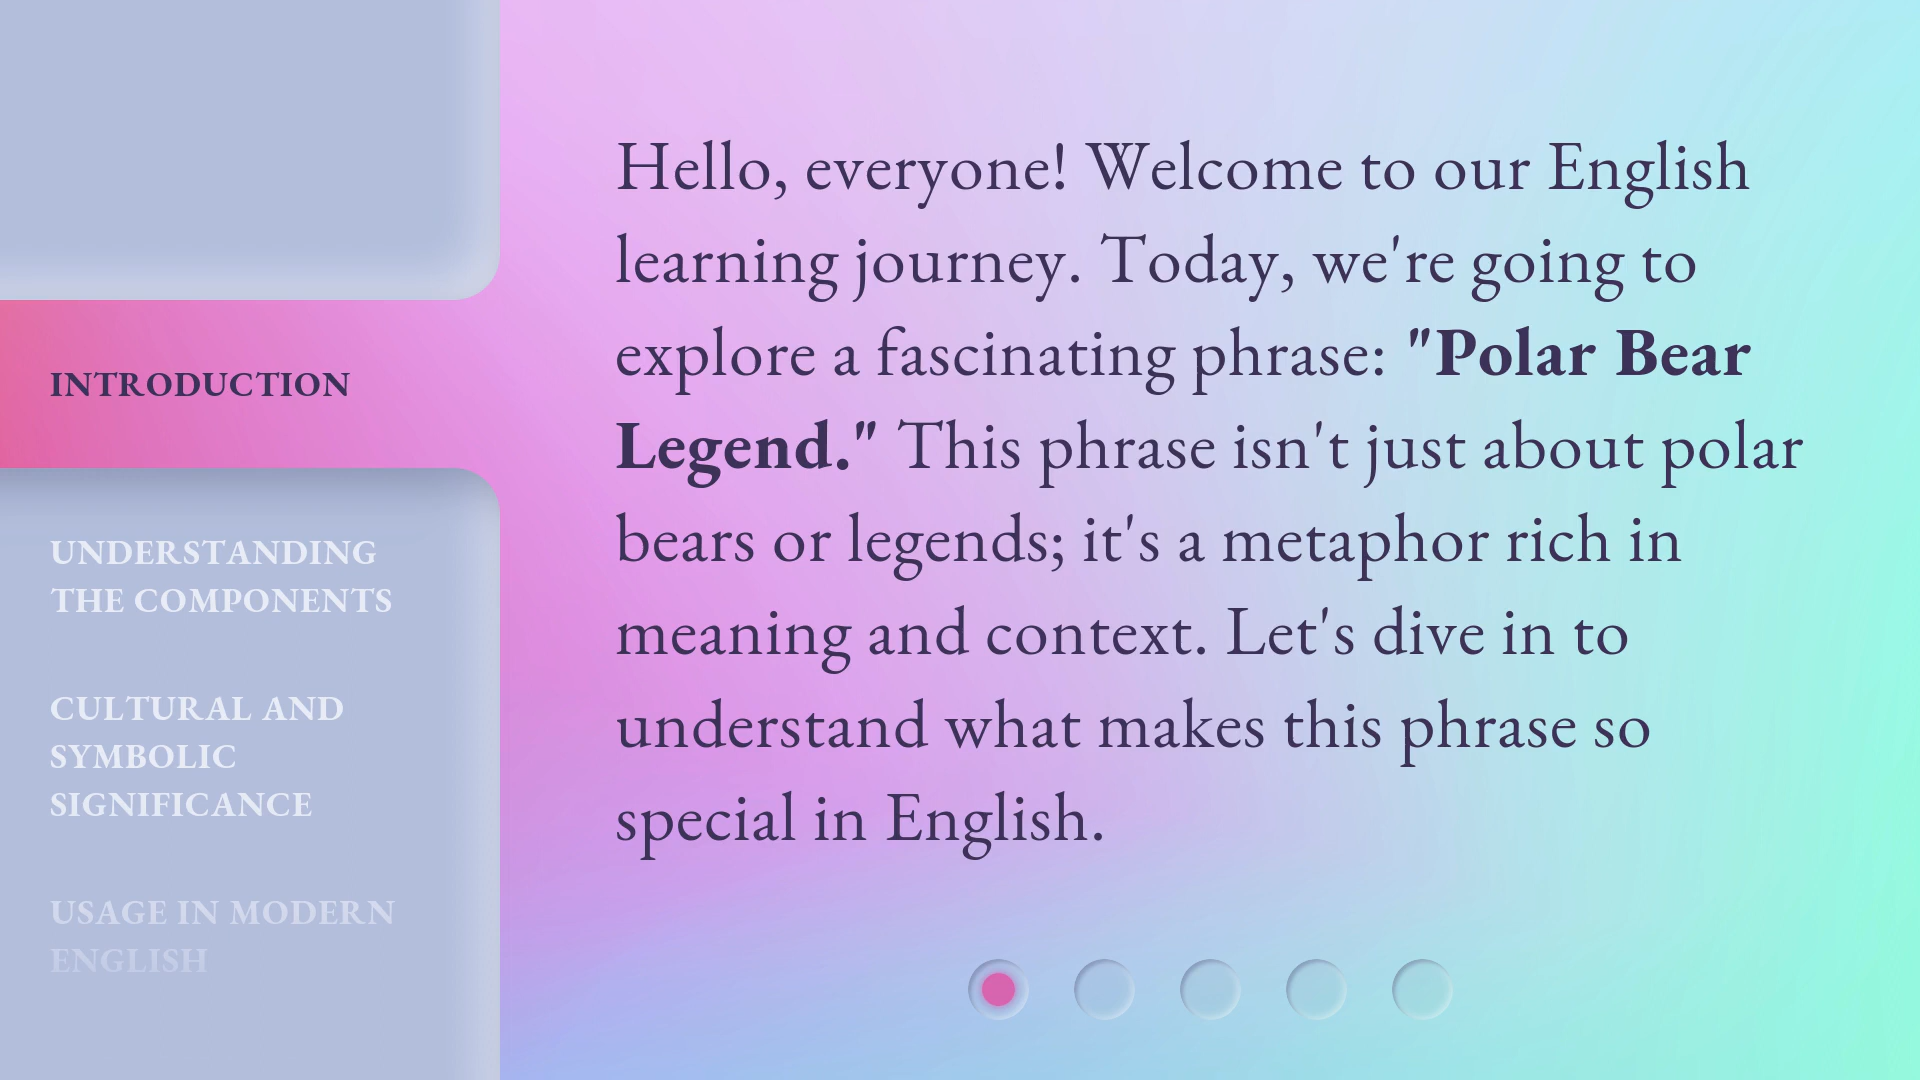 INTRODUCTION
UNDERSTANDING
THE COMPONENTS
CULTURAL AND
SYMBOLIC
SIGNIFICANCE
USAGE IN MODERN
ENGLISH
Hello, everyone! Welcome to our English
learning journey. Today, we're going to
explore a fascinating phrase: "Polar Bear
Legend." This phrase isn't just about polar
bears or legends; it's a metaphor rich in
meaning and context. Let's dive in to
understand what makes this phrase so
special in English.